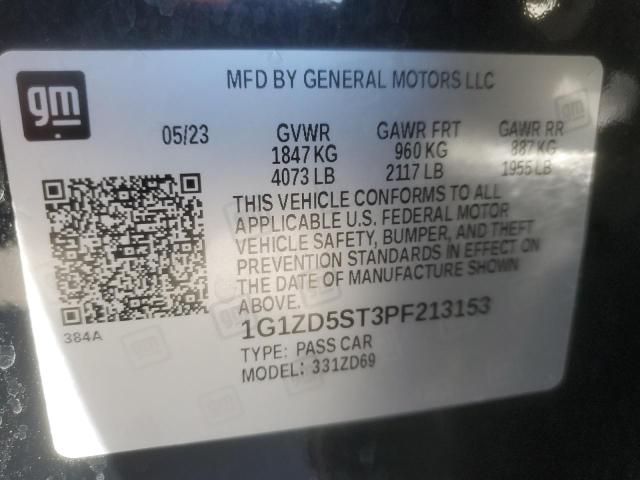 gm
MFD BY GENERAL MOTORS LLC
05/23 GVWR GAWR FRT GAWR RR
1847 KG 960 KG 887 KG
4073 LB 2117 LB 1955 LB
THIS VEHICLE CONFORMS TO ALL
APPLICABLE U.S. FEDERAL MOTOR
VEHICLE SAFETY, BUMPER, AND THEFT
PREVENTION STANDARDS IN EFFECT ON
THE DATE OF MANUFACTURE SHOWN
ABOVE.
384A
1G1ZD5ST3PF213153
TYPE: PASS CAR
MODEL: 331ZD69